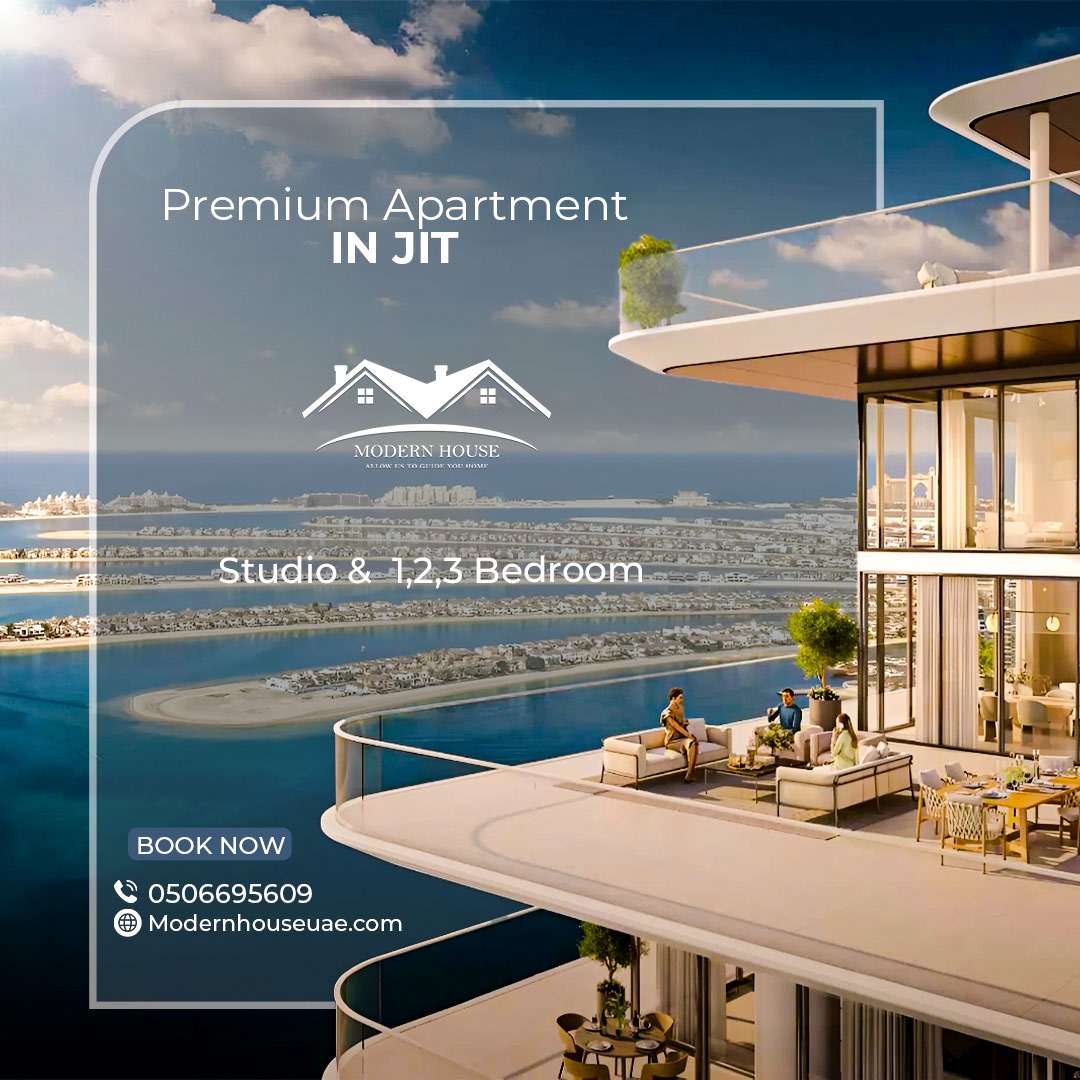 Premium Apartment
IN JIT
MODERN HOUSE
ALLOW US TO GUIDE YOU HOME
Studio & 1,2,3 Bedroom
BOOK NOW
0506695609
Modernhouseuae.com